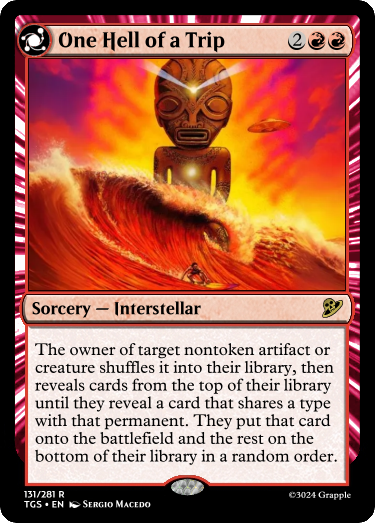 One Hell of a Trip 2
Sorcery — Interstellar
The owner of target nontoken artifact or
creature shuffles it into their library, then
reveals cards from the top of their library
until they reveal a card that shares a type
with that permanent. They put that card
onto the battlefield and the rest on the
bottom of their library in a random order.
131/281 R
TGS • EN Sergio Macedo
©3024 Grapple